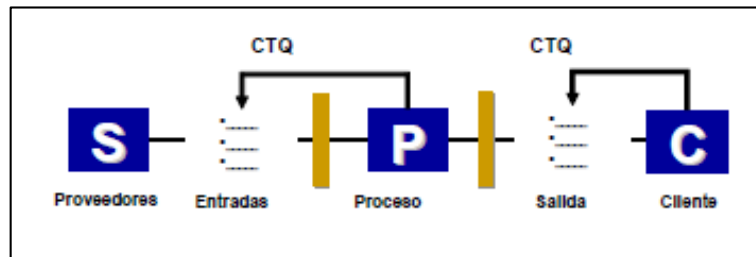 CTQ CTQ
S P C
Proveedores Entradas Proceso Salida Cliente